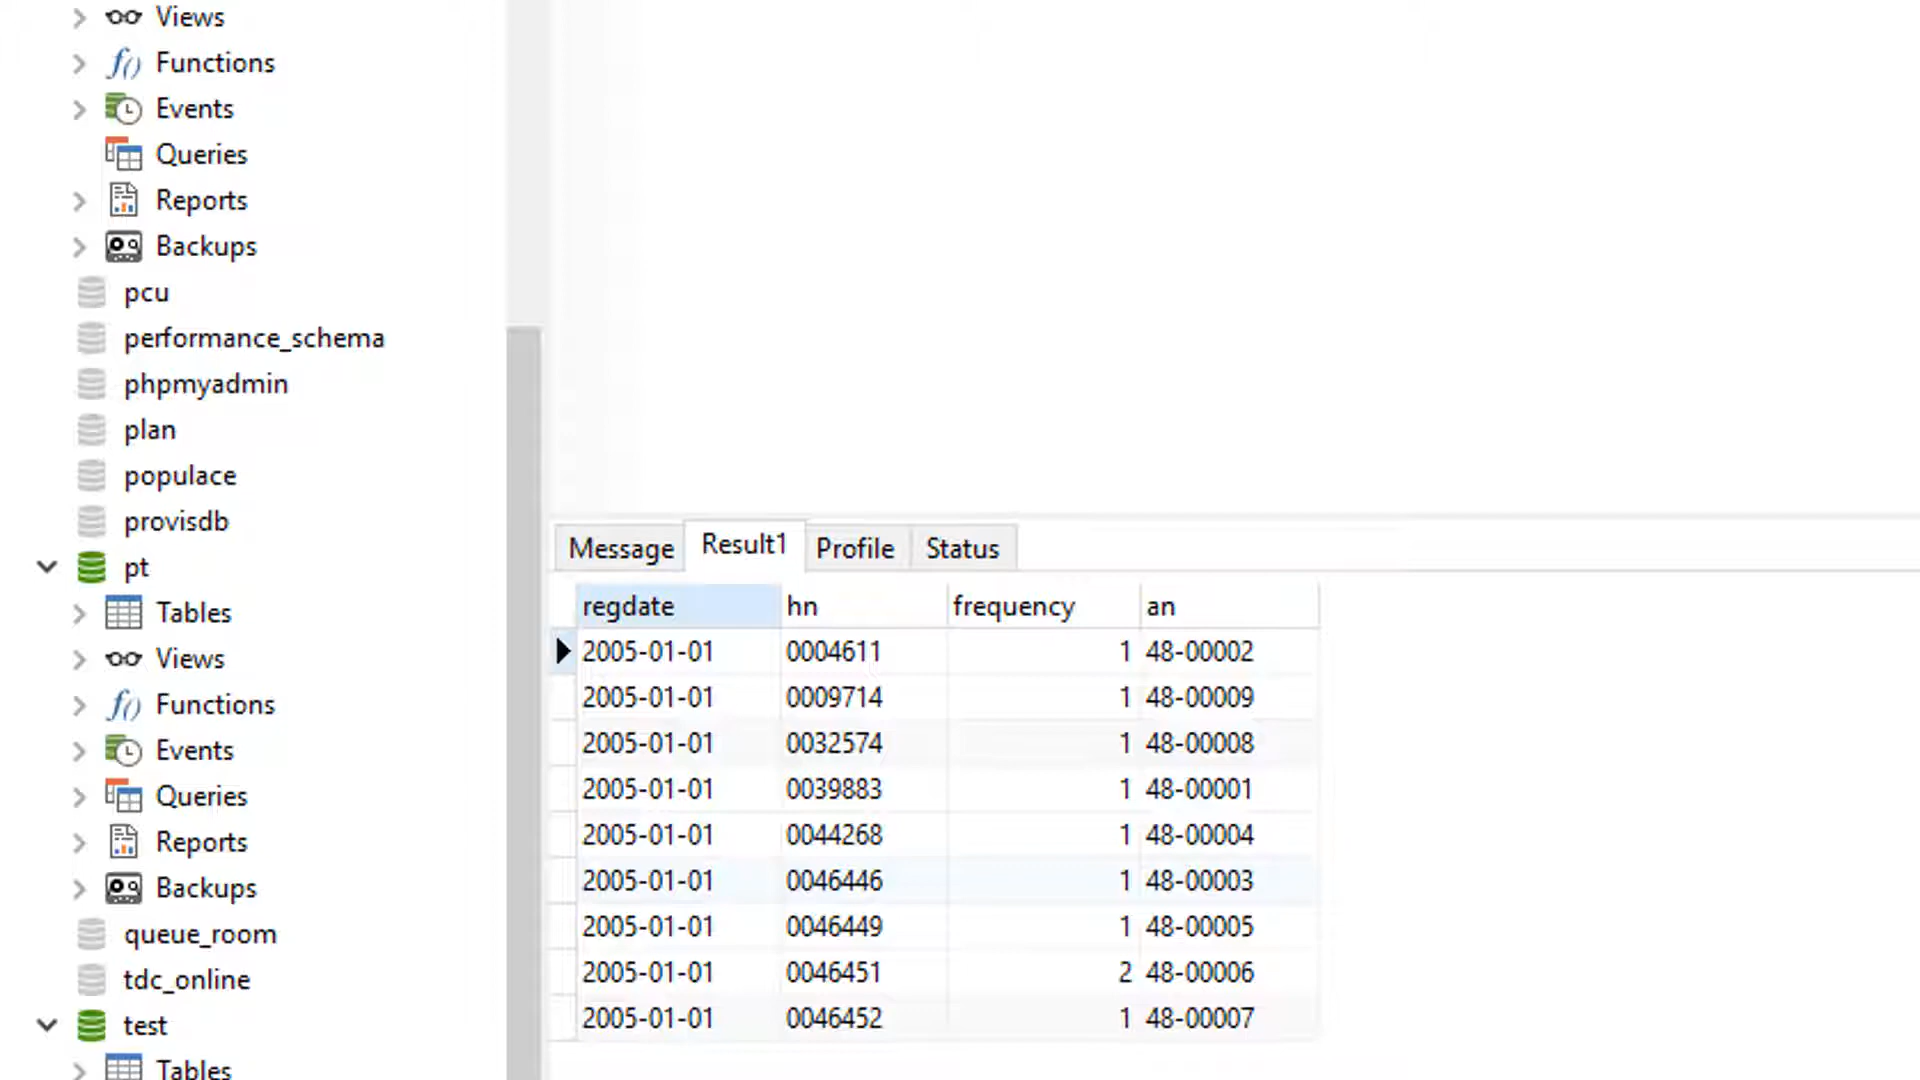 Views
Functions
Events
Queries
Reports
Backups
pcu
performance_schema
phpmyadmin
plan
populace
provisdb
pt
Tables
Views
Functions
Events
Queries
Reports
Backups
queue_room
tdc_online
test
Tables
Message Result1 Profile Status
regdate hn frequency an
2005-01-01 0004611 1 48-00002
2005-01-01 0009714 1 48-00009
2005-01-01 0032574 1 48-00008
2005-01-01 0039883 1 48-00001
2005-01-01 0044268 1 48-00004
2005-01-01 0046446 1 48-00003
2005-01-01 0046449 1 48-00005
2005-01-01 0046451 2 48-00006
2005-01-01 0046452 1 48-00007